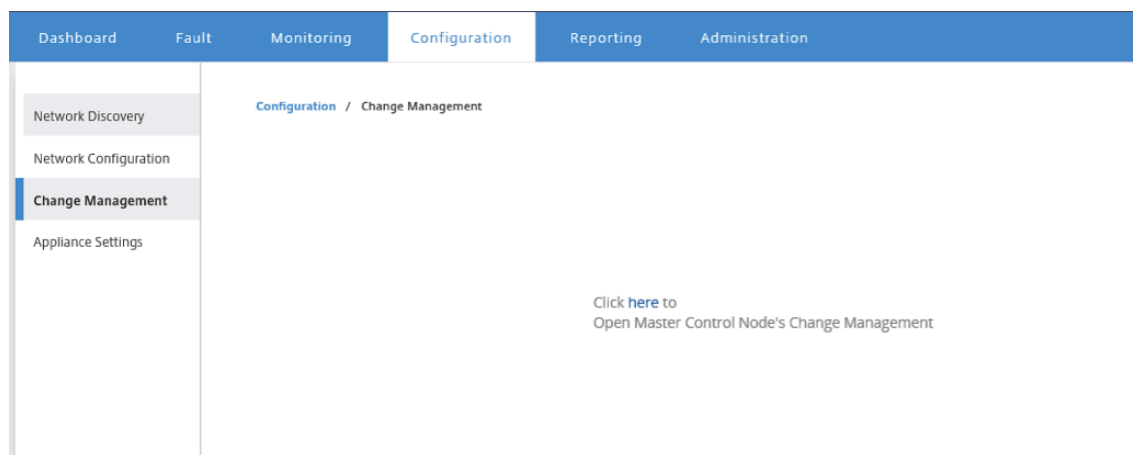 Dashboard Fault Monitoring Configuration Reporting Administration
Network Discovery
Network Configuration
Change Management
Appliance Settings
Configuration / Change Management
Click here to
Open Master Control Node's Change Management